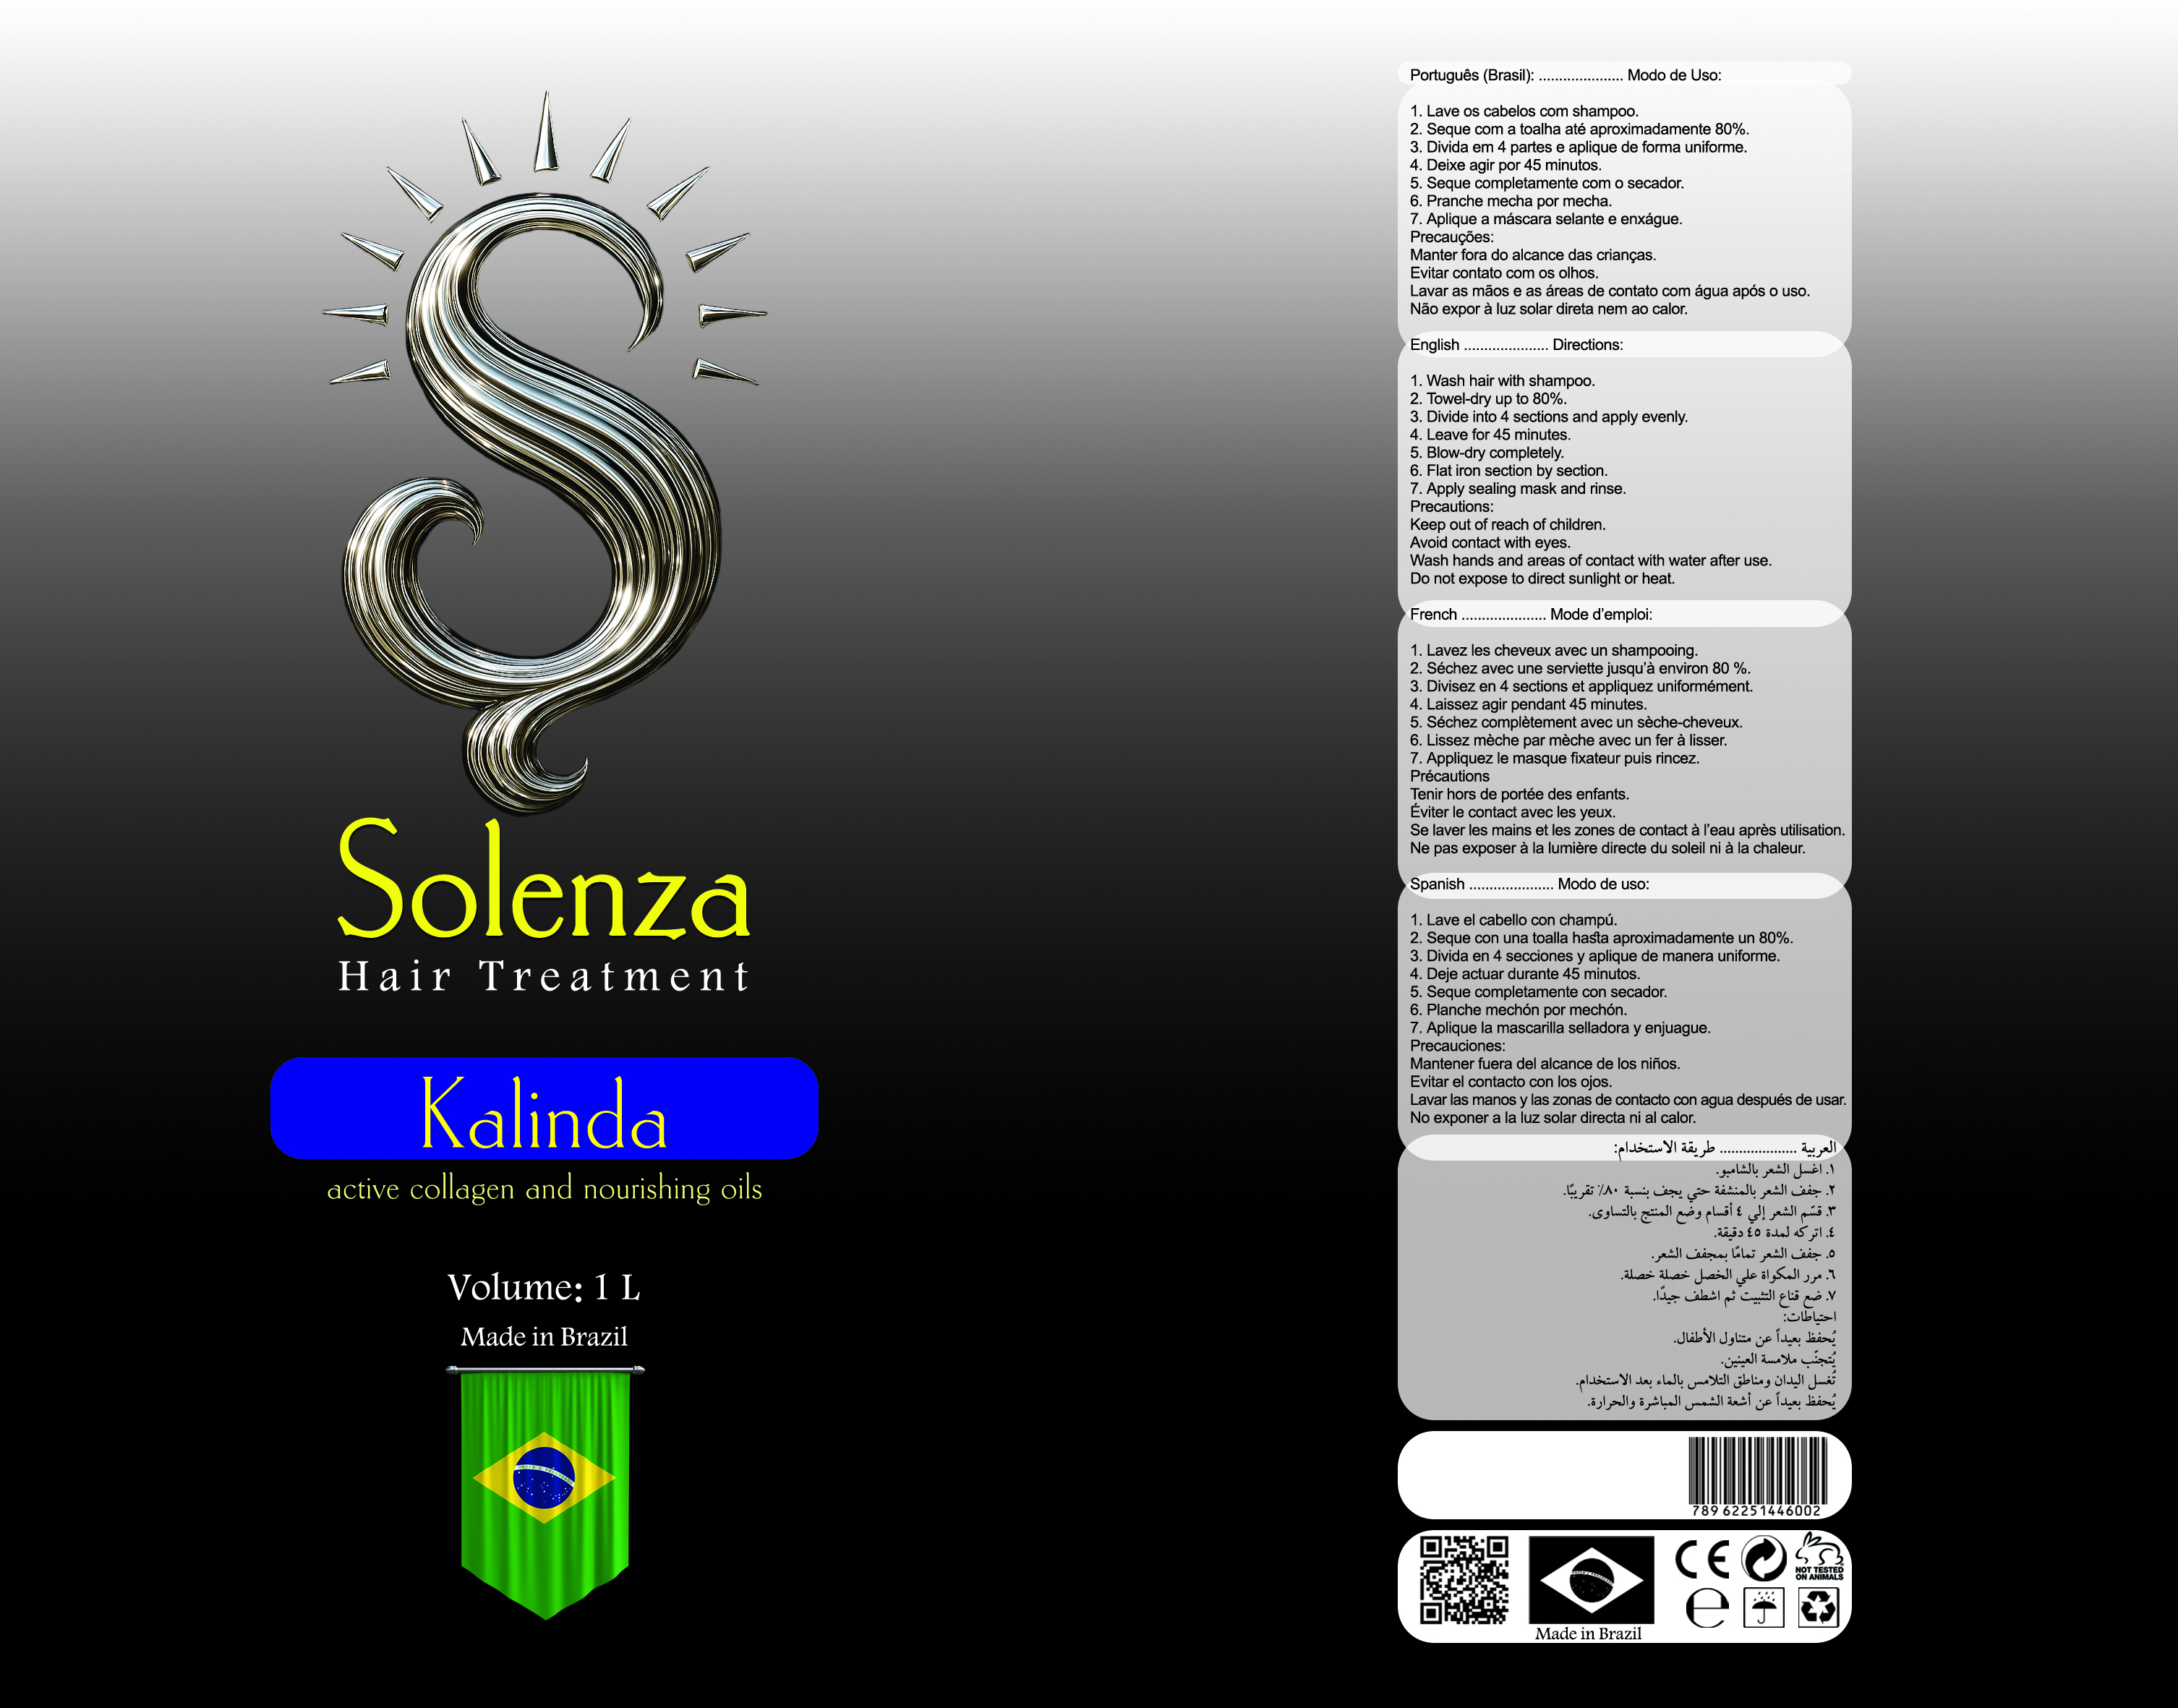 Solenza
Hair Treatment
Kalinda
active collagen and nourishing oils
Volume: 1 L
Made in Brazil
Português (Brasil): ..................... Modo de Uso:
1. Lave os cabelos com shampoo.
2. Seque com a toalha até aproximadamente 80%.
3. Divida em 4 partes e aplique de forma uniforme.
4. Deixe agir por 45 minutos.
5. Seque completamente com o secador.
6. Pranche mecha por mecha.
7. Aplique a máscara selante e enxágue.
Precauções:
Manter fora do alcance das crianças.
Evitar contato com os olhos.
Lavar as mãos e as áreas de contato com água após o uso.
Não expor à luz solar direta nem ao calor.
English ..................... Directions:
1. Wash hair with shampoo.
2. Towel-dry up to 80%.
3. Divide into 4 sections and apply evenly.
4. Leave for 45 minutes.
5. Blow-dry completely.
6. Flat iron section by section.
7. Apply sealing mask and rinse.
Precautions:
Keep out of reach of children.
Avoid contact with eyes.
Wash hands and areas of contact with water after use.
Do not expose to direct sunlight or heat.
French ..................... Mode d’emploi:
1. Lavez les cheveux avec un shampooing.
2. Séchez avec une serviette jusqu’à environ 80 %.
3. Divisez en 4 sections et appliquez uniformément.
4. Laissez agir pendant 45 minutes.
5. Séchez complètement avec un sèche-cheveux.
6. Lissez mèche par mèche avec un fer à lisser.
7. Appliquez le masque fixateur puis rincez.
Précautions
Tenir hors de portée des enfants.
Éviter le contact avec les yeux.
Se laver les mains et les zones de contact à l’eau après utilisation.
Ne pas exposer à la lumière directe du soleil ni à la chaleur.
Spanish ..................... Modo de uso:
1. Lave el cabello con champú.
2. Seque con una toalla hasta aproximadamente un 80%.
3. Divida en 4 secciones y aplique de manera uniforme.
4. Deje actuar durante 45 minutos.
5. Seque completamente con secador.
6. Planche mechón por mechón.
7. Aplique la mascarilla selladora y enjuague.
Precauciones:
Mantener fuera del alcance de los niños.
Evitar el contacto con los ojos.
Lavar las manos y las zonas de contacto con agua después de usar.
No exponer a la luz solar directa ni al calor.
العربية .................... طريقة الاستخدام:
١. اغسل الشعر بالشامبو.
٢. جفف الشعر بالمنشفة حتي يجف بنسبة ٨٠٪ تقريبًا.
٣. قسّم الشعر إلي ٤ أقسام وضع المنتج بالتساوى.
٤. اتركه لمدة ٤٥ دقيقة.
٥. جفف الشعر تمامًا بمجفف الشعر.
٦. مرر المكواة علي الخصل خصلة خصلة.
٧. ضع قناع التثبيت ثم اشطف جيدًا.
احتياطات:
يُحفظ بعيداً عن متناول الأطفال.
يُتجنّب ملامسة العينين.
تُغسل اليدان ومناطق التلامس بالماء بعد الاستخدام.
يُحفظ بعيداً عن أشعة الشمس المباشرة والحرارة.
789 62251446002
CE
NOT TESTED
ON ANIMALS
e
Made in Brazil